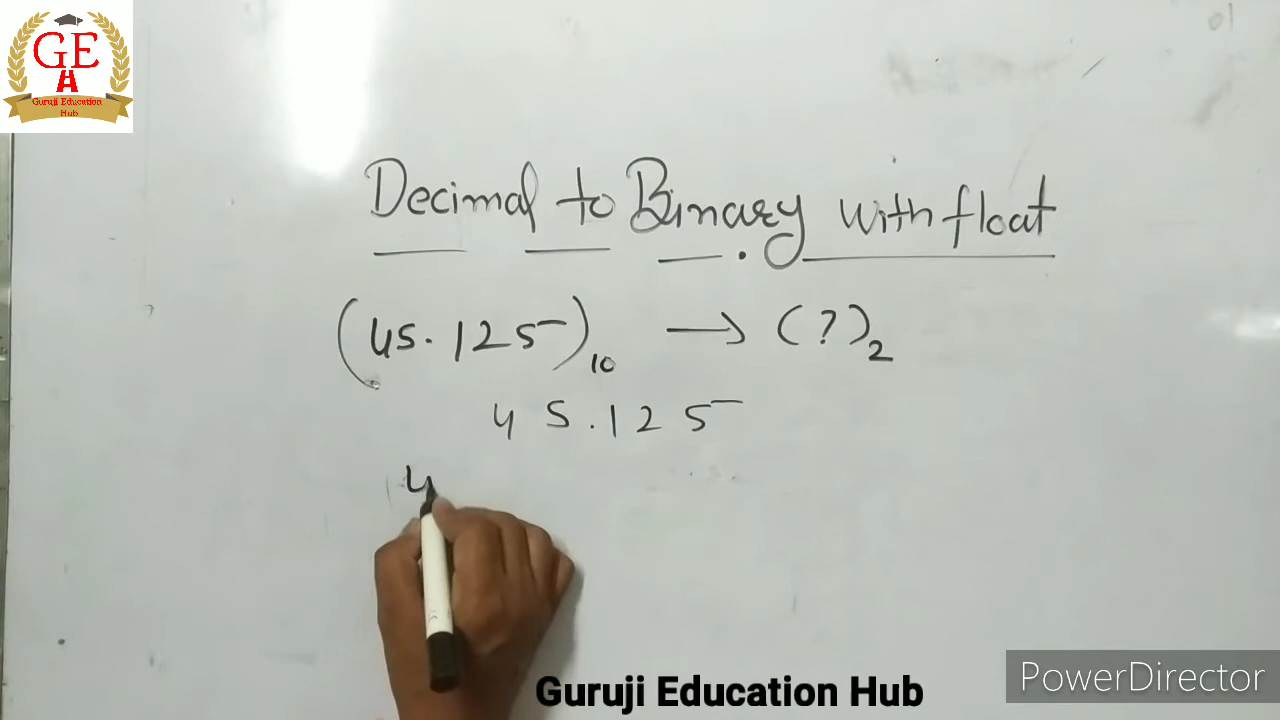 GE
Guruji Education
Hub
Decimal to Binary with float
(45.125)10 → (?)2
45.125
4
Guruji Education Hub
PowerDirector